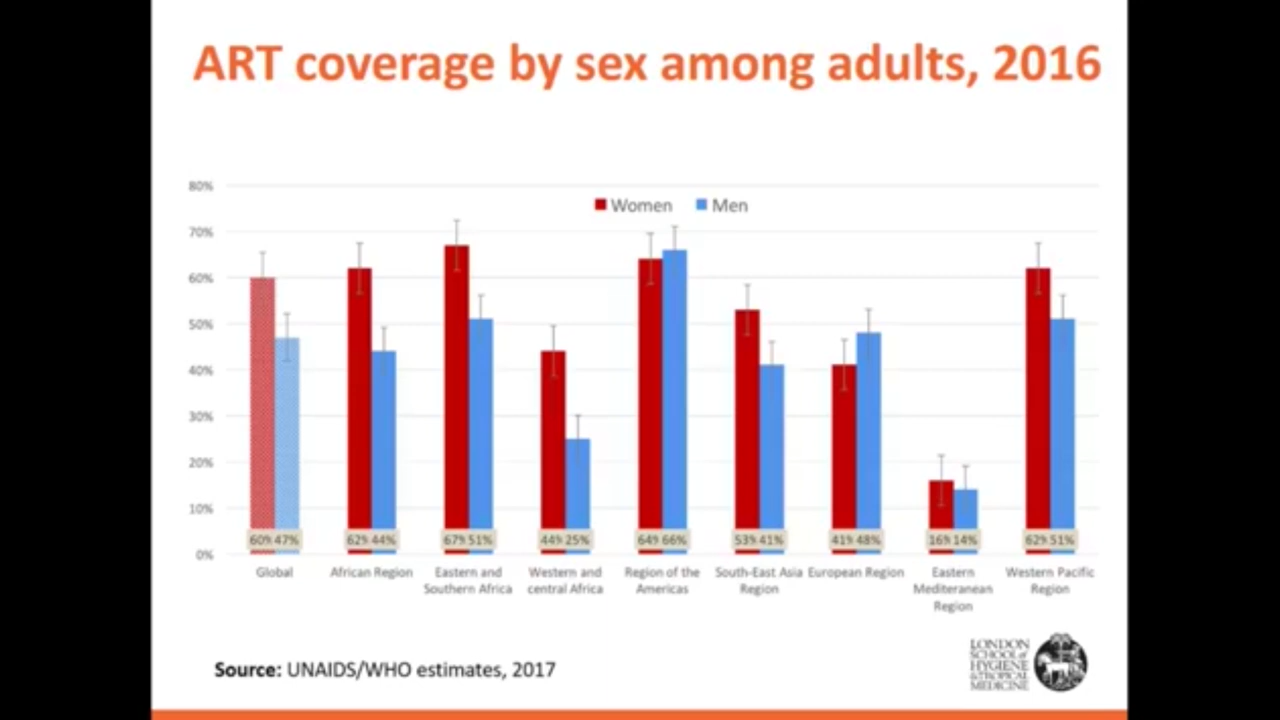 ART coverage by sex among adults, 2016
80%
Women Men
70%
60%
50%
40%
30%
20%
10%
0%
60% 47% 62% 44% 67% 51% 44% 25% 64% 66% 53% 41% 41% 48% 16% 14% 62% 51%
Global African Region Eastern and Western and Region of the South-East Asia European Region Eastern Western Pacific
Southern Africa central Africa Americas Region Mediterranean Region
Region
Source: UNAIDS/WHO estimates, 2017
LONDON
SCHOOL of
HYGIENE
&TROPICAL
MEDICINE